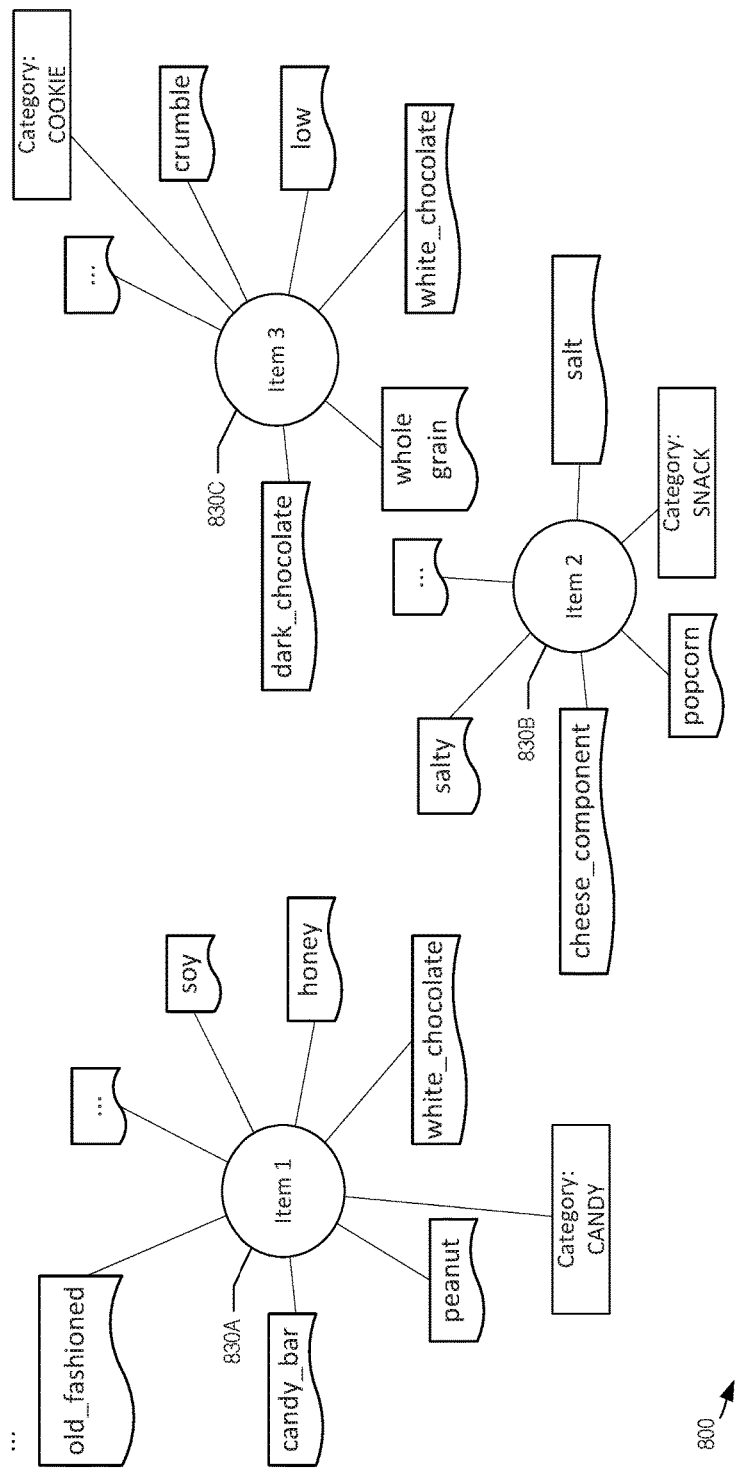 ...
old_fashioned
...
soy
honey
white_chocolate
Item 1
830A
candy_bar
peanut
Category:
CANDY
salty
...
salt
Item 2
830B
cheese_component
popcorn
Category:
SNACK
...
Category:
COOKIE
crumble
low
white_chocolate
Item 3
830C
dark_chocolate
whole
grain
800